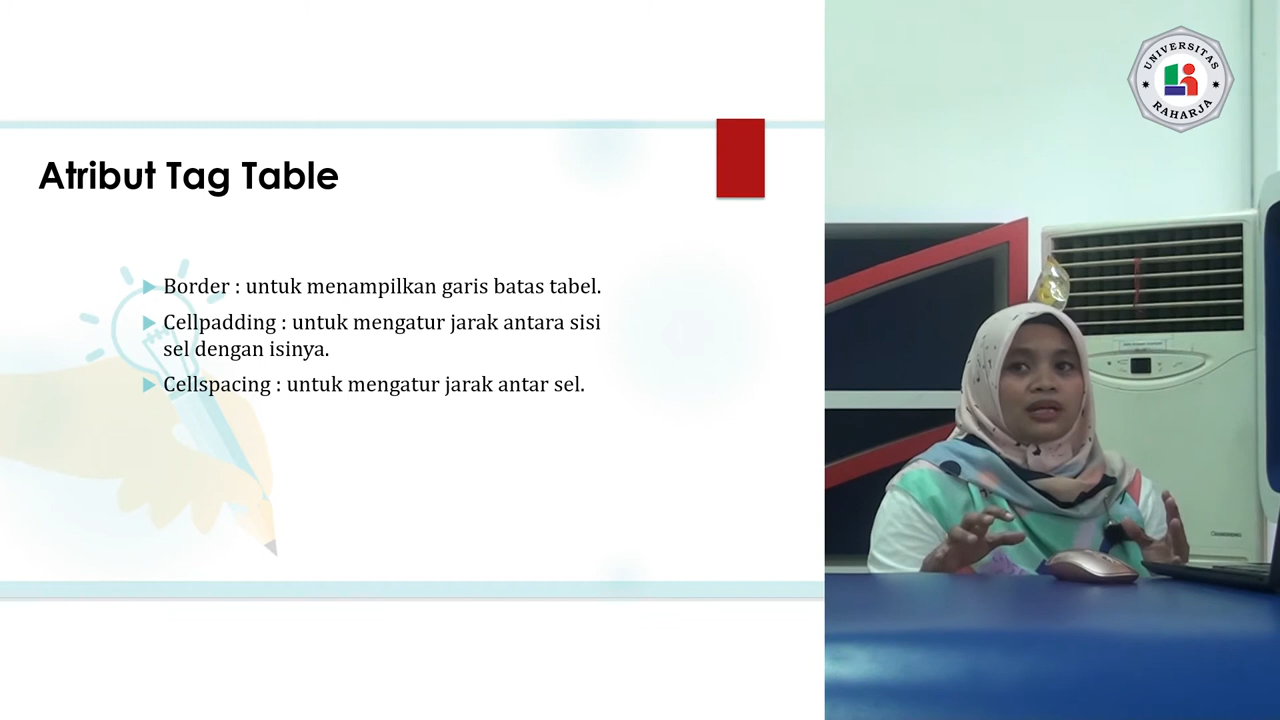 UNIVERSITAS
RAHARJA
Atribut Tag Table
Border : untuk menampilkan garis batas tabel.
Cellpadding : untuk mengatur jarak antara sisi
sel dengan isinya.
Cellspacing : untuk mengatur jarak antar sel.